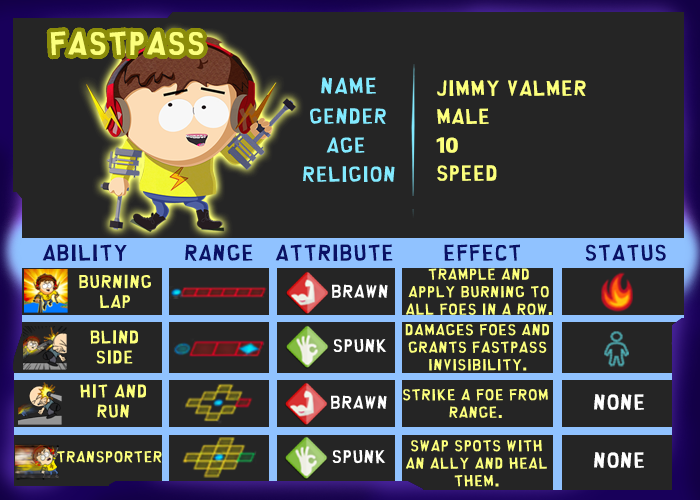 FASTPASS
NAME JIMMY VALMER
GENDER MALE
AGE 10
RELIGION SPEED
ABILITY RANGE ATTRIBUTE EFFECT STATUS
BURNING
LAP
BRAWN
TRAMPLE AND
APPLY BURNING TO
ALL FOES IN A ROW.
BLIND
SIDE
SPUNK
DAMAGES FOES AND
GRANTS FASTPASS
INVISIBILITY.
HIT AND
RUN
BRAWN
STRIKE A FOE FROM
RANGE.
NONE
TRANSPORTER
SPUNK
SWAP SPOTS WITH
AN ALLY AND HEAL
THEM.
NONE